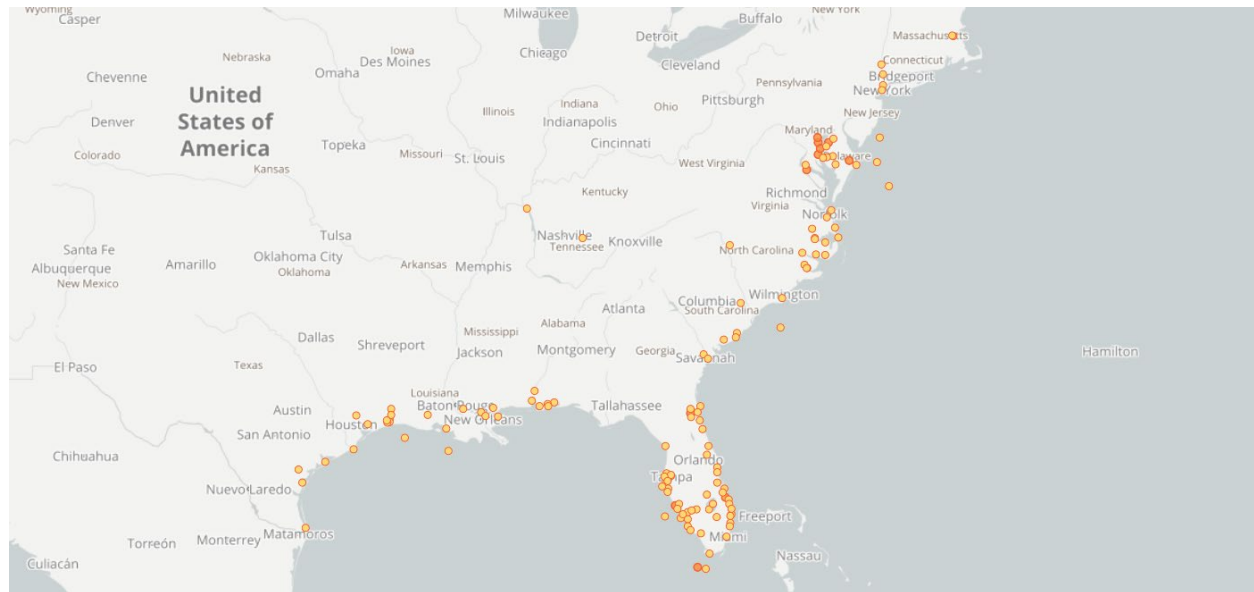 Wyoming
Casper
Milwaukee
Buffalo
New York
Detroit
Massachusetts
Nebraska
Iowa
Des Moines
Chicago
Cleveland
Connecticut
Bridgeport
Cheyenne
Omaha
Pennsylvania
New York
United
States of
America
Illinois
Indiana
Ohio
Pittsburgh
New Jersey
Denver
Indianapolis
Maryland
Topeka
Cincinnati
Colorado
Missouri
St. Louis
West Virginia
Delaware
Kansas
Kentucky
Richmond
Virginia
Norfolk
Tulsa
Nashville
Tennessee
Knoxville
Santa Fe
Oklahoma City
North Carolina
Albuquerque
Amarillo
Oklahoma
Arkansas
Memphis
New Mexico
Columbia
Wilmington
Atlanta
South Carolina
Dallas
Mississippi
Alabama
Shreveport
Jackson
Montgomery
Georgia
Savannah
Hamilton
El Paso
Texas
Louisiana
Austin
Baton Rouge
Tallahassee
Houston
New Orleans
San Antonio
Chihuahua
Orlando
Tampa
Nuevo Laredo
Freeport
Matamoros
Miami
Torreón
Monterrey
Nassau
Culiacán